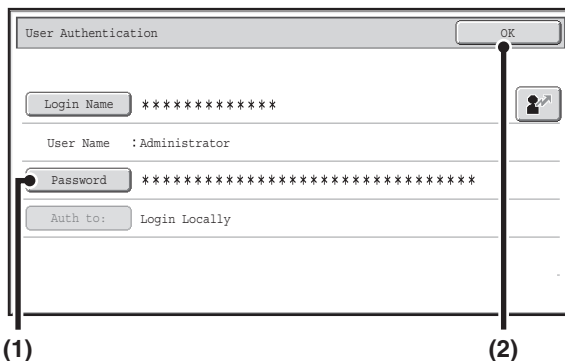 User Authentication OK
Login Name *************
User Name :Administrator
Password ********************************
Auth to: Login Locally
(1) (2)